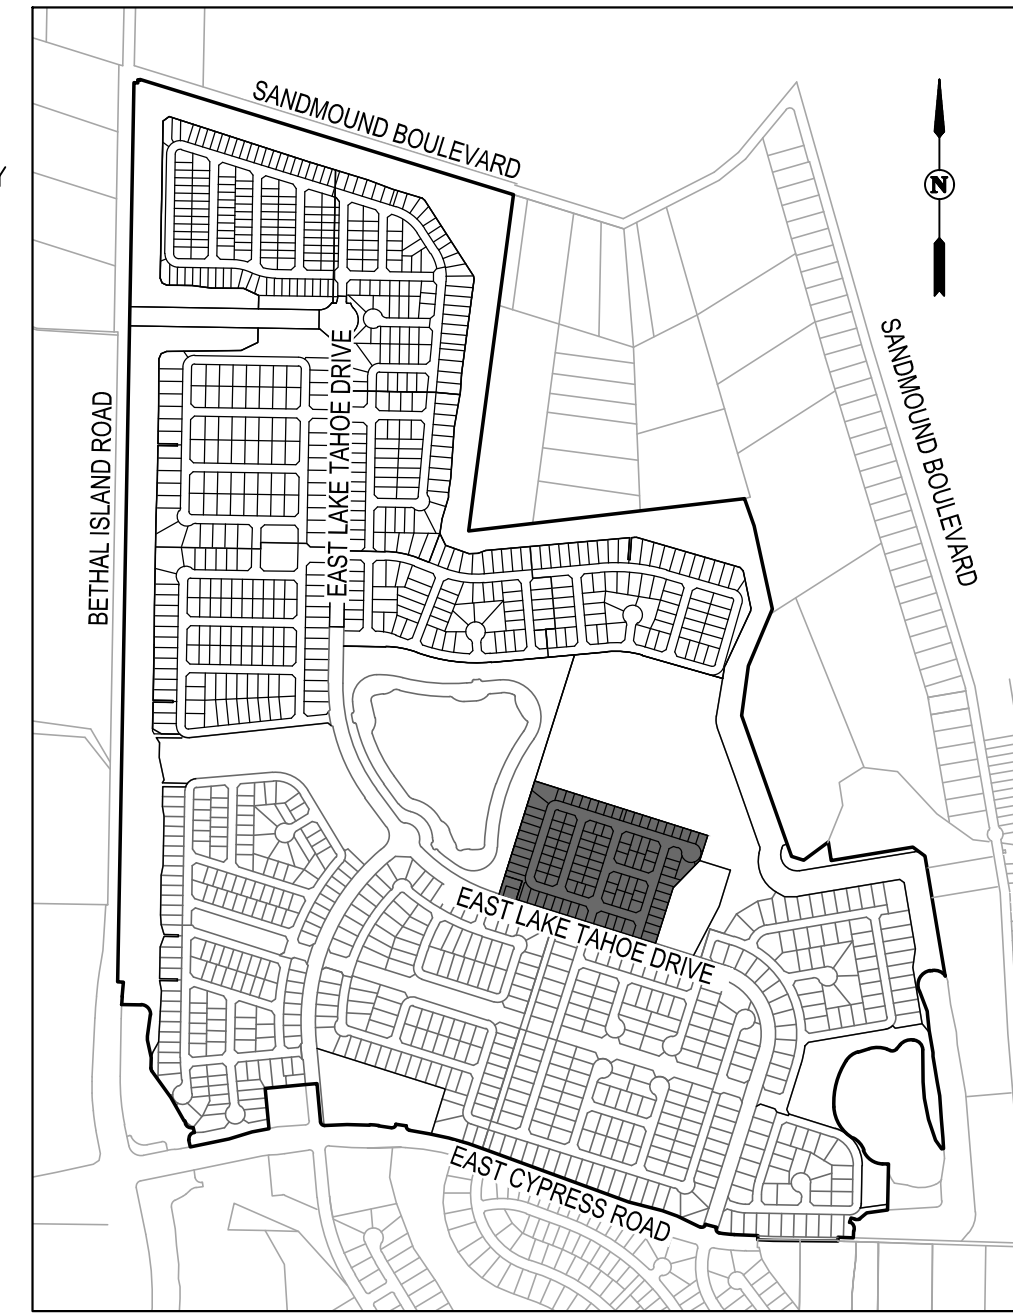 SANDMOUND BOULEVARD
Y
N
SANDMOUND BOULEVARD
EAST LAKE TAHOE DRIVE
BETHAL ISLAND ROAD
EAST LAKE TAHOE DRIVE
EAST CYPRESS ROAD